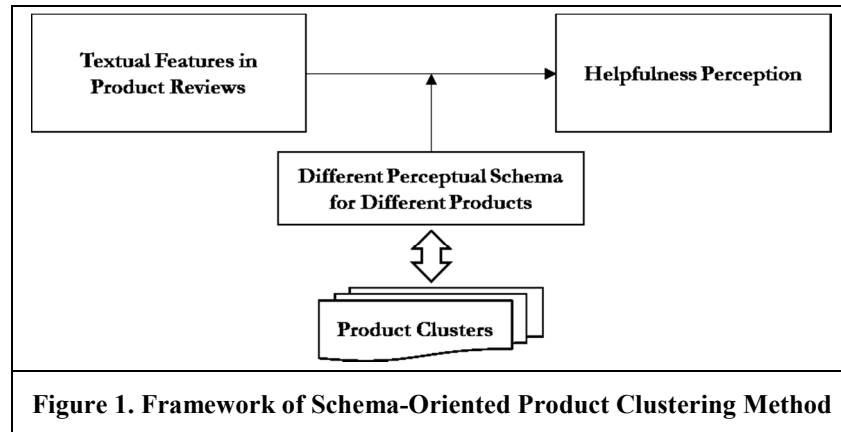 Textual Features in
Product Reviews
Helpfulness Perception
Different Perceptual Schema
for Different Products
Product Clusters
Figure 1. Framework of Schema-Oriented Product Clustering Method